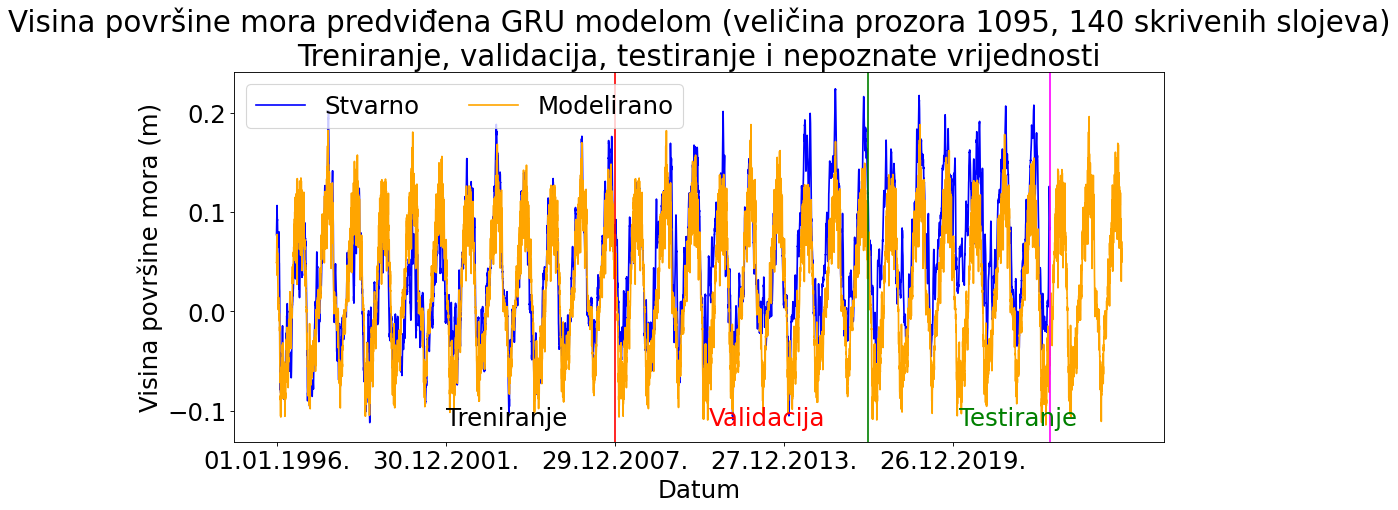 Visina površine mora predviđena GRU modelom (veličina prozora 1095, 140 skrivenih slojeva)
Treniranje, validacija, testiranje i nepoznate vrijednosti
Stvarno
Modelirano
Visina površine mora (m)
0.2
0.1
0.0
−0.1
Treniranje
Validacija
Testiranje
01.01.1996.
30.12.2001.
29.12.2007.
27.12.2013.
26.12.2019.
Datum